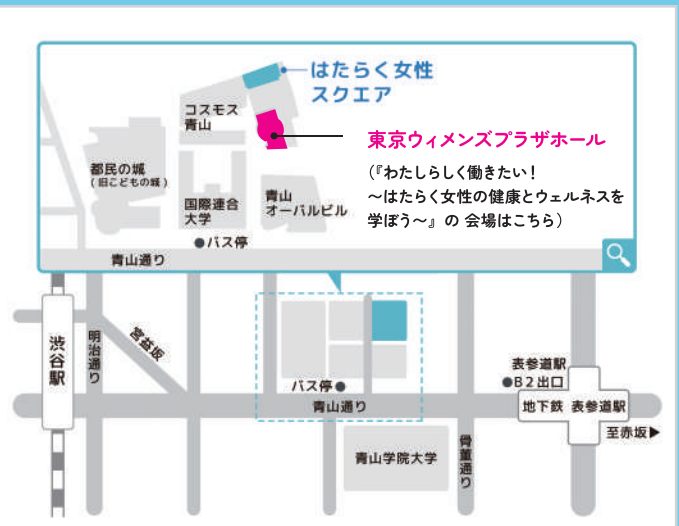 はたらく女性
スクエア
コスモス
青山
東京ウィメンズプラザホール
(『わたしらしく働きたい!
〜はたらく女性の健康とウェルネスを
学ぼう〜』の 会場はこちら)
都民の城
(旧こどもの城)
国際連合
大学
青山
オーバルビル
●バス停
青山通り
渋谷駅
明治通り
宮益坂
バス停●
青山通り
表参道駅
●B2出口
地下鉄 表参道駅
至赤坂▶
青山学院大学
骨董通り